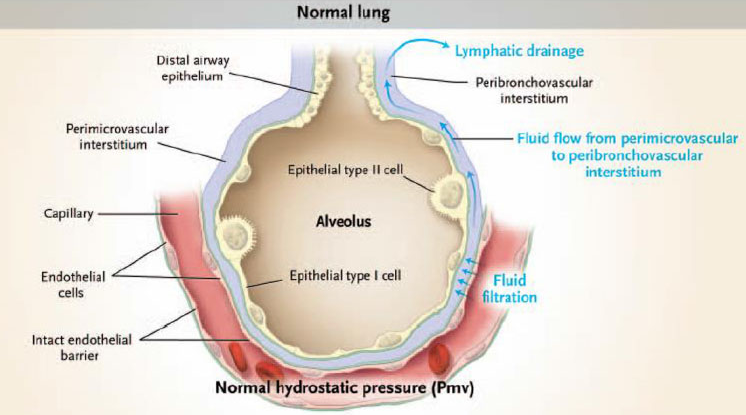 Normal lung
Distal airway
epithelium
Lymphatic drainage
Peribronchovascular
interstitium
Perimicrovascular
interstitium
Fluid flow from perimicrovascular
to peribronchovascular
interstitium
Epithelial type II cell
Capillary
Alveolus
Endothelial
cells
Epithelial type I cell
Fluid
filtration
Intact endothelial
barrier
Normal hydrostatic pressure (Pmv)